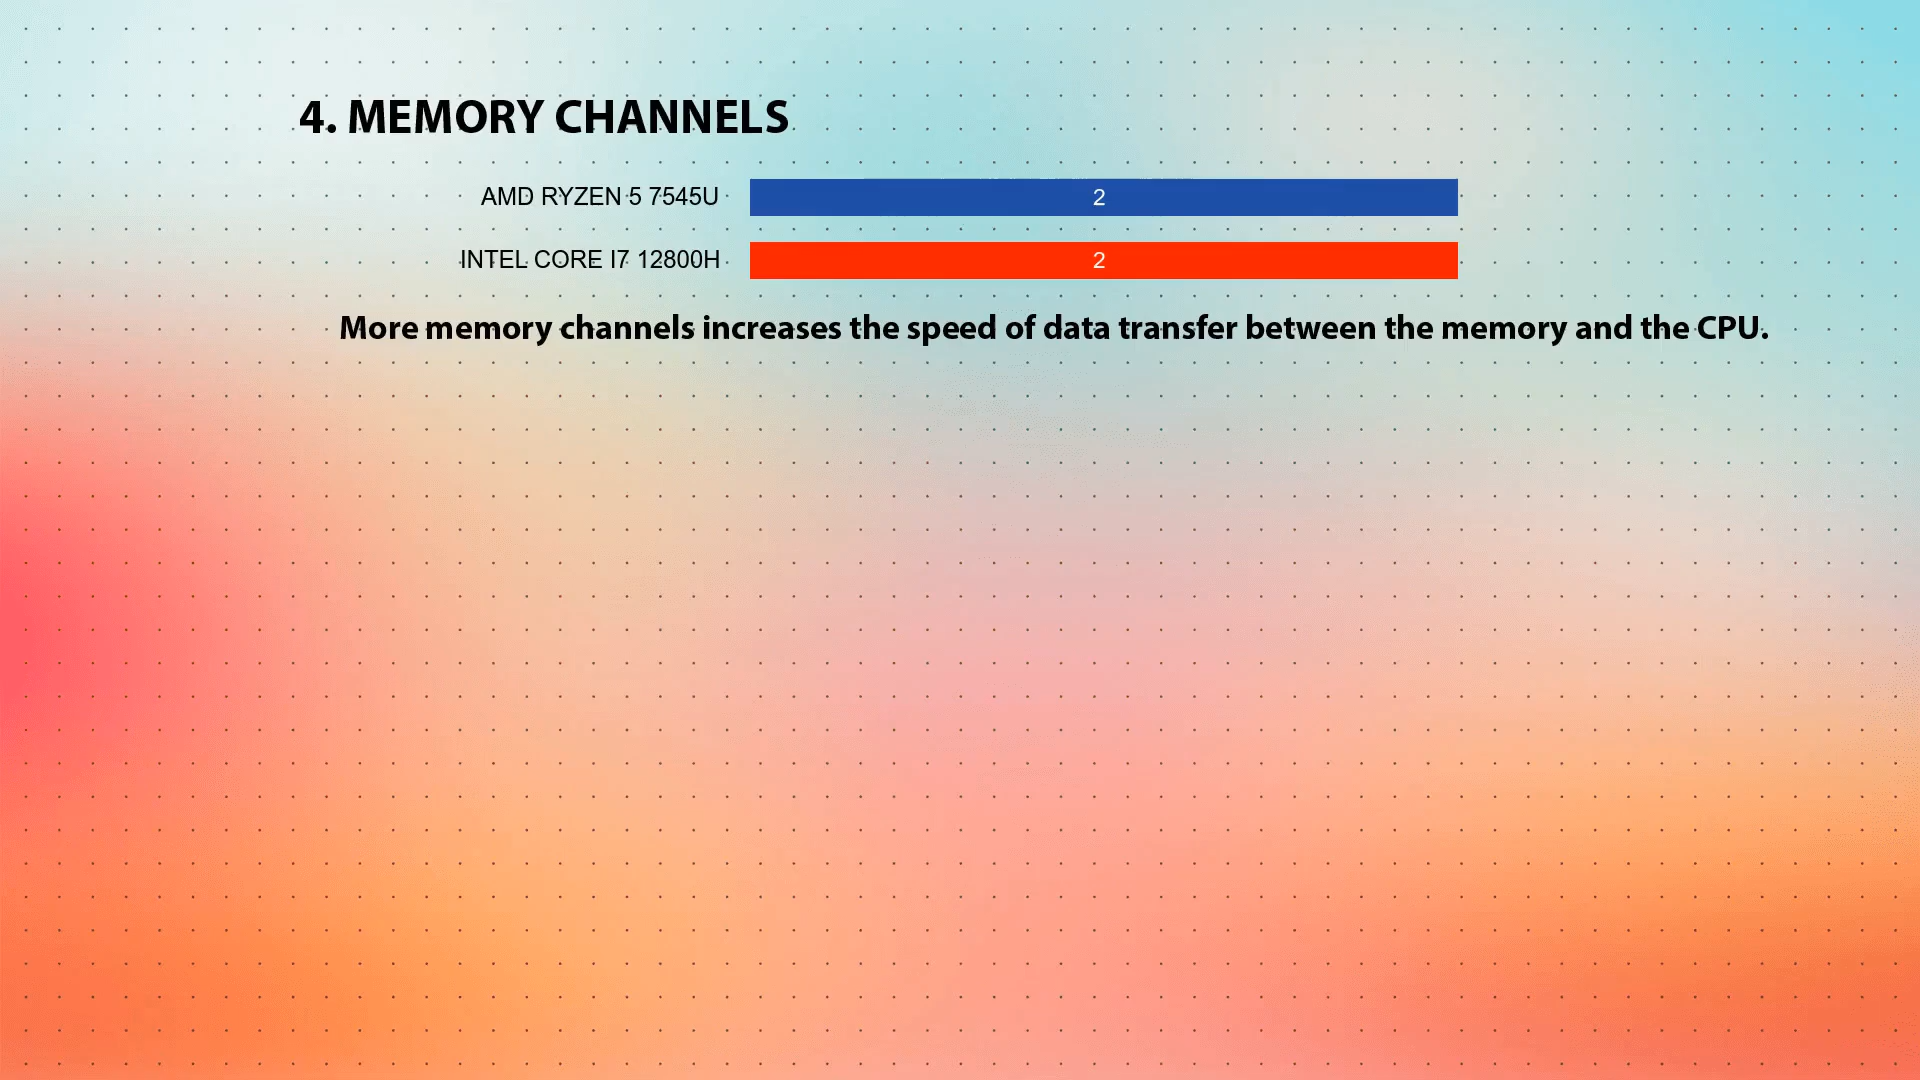 4. MEMORY CHANNELS
AMD RYZEN 5 7545U 2
INTEL CORE I7 12800H 2
More memory channels increases the speed of data transfer between the memory and the CPU.